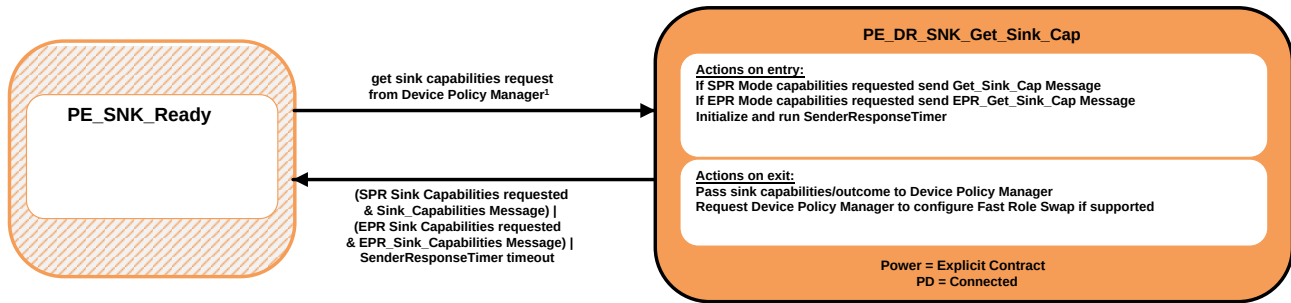 PE_SNK_Ready
get sink capabilities request
from Device Policy Manager¹
(SPR Sink Capabilities requested
& Sink_Capabilities Message) |
(EPR Sink Capabilities requested
& EPR_Sink_Capabilities Message) |
SenderResponseTimer timeout
PE_DR_SNK_Get_Sink_Cap
Actions on entry:
If SPR Mode capabilities requested send Get_Sink_Cap Message
If EPR Mode capabilities requested send EPR_Get_Sink_Cap Message
Initialize and run SenderResponseTimer
Actions on exit:
Pass sink capabilities/outcome to Device Policy Manager
Request Device Policy Manager to configure Fast Role Swap if supported
Power = Explicit Contract
PD = Connected